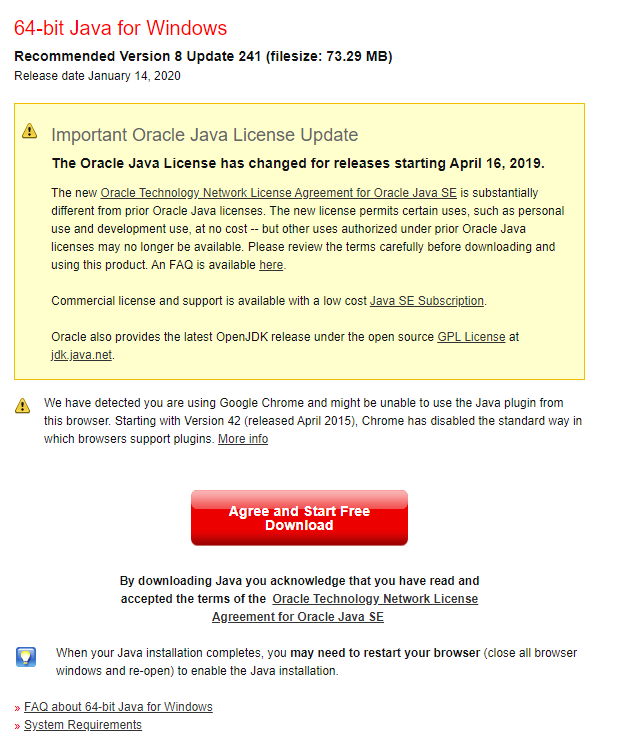 64-bit Java for Windows
Recommended Version 8 Update 241 (filesize: 73.29 MB)
Release date January 14, 2020
Important Oracle Java License Update
The Oracle Java License has changed for releases starting April 16, 2019.
The new Oracle Technology Network License Agreement for Oracle Java SE is substantially
different from prior Oracle Java licenses. The new license permits certain uses, such as personal
use and development use, at no cost -- but other uses authorized under prior Oracle Java
licenses may no longer be available. Please review the terms carefully before downloading and
using this product. An FAQ is available here.
Commercial license and support is available with a low cost Java SE Subscription.
Oracle also provides the latest OpenJDK release under the open source GPL License at
jdk.java.net.
We have detected you are using Google Chrome and might be unable to use the Java plugin from
this browser. Starting with Version 42 (released April 2015), Chrome has disabled the standard way in
which browsers support plugins. More info
Agree and Start Free
Download
By downloading Java you acknowledge that you have read and
accepted the terms of the Oracle Technology Network License
Agreement for Oracle Java SE
When your Java installation completes, you may need to restart your browser (close all browser
windows and re-open) to enable the Java installation.
» FAQ about 64-bit Java for Windows
» System Requirements